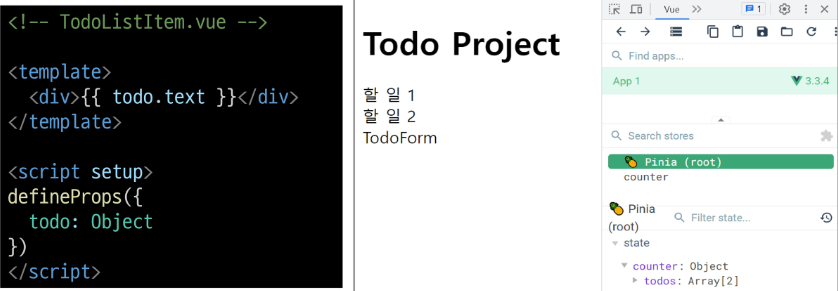 <!-- TodoListItem.vue -->
<template>
<div>{{ todo.text }}</div>
</template>
<script setup>
defineProps({
todo: Object
})
</script>
Todo Project
할 일 1
할 일 2
TodoForm
Vue
1
Find apps...
App 1
3.3.4
Search stores
Pinia (root)
counter
Pinia
(root)
Filter state...
state
counter: Object
todos: Array[2]